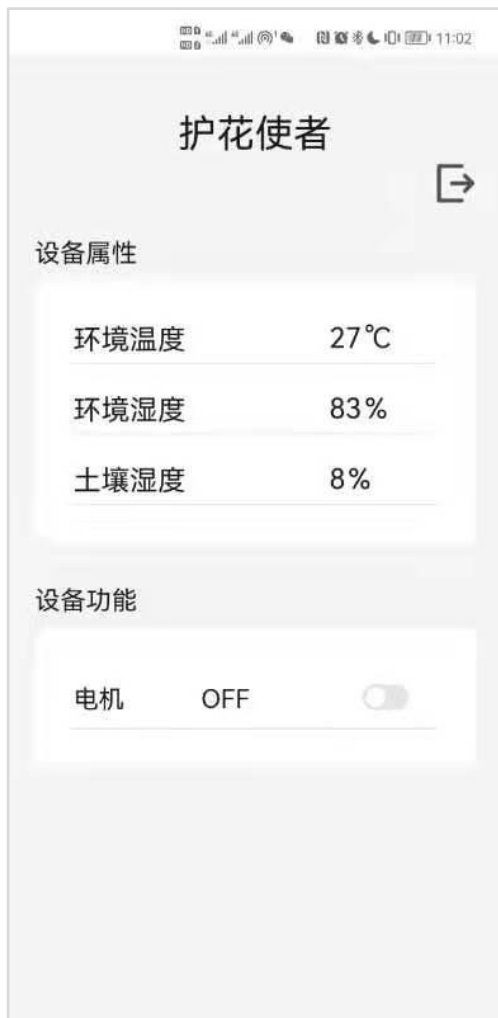 11:02
护花使者
设备属性
环境温度 27℃
环境湿度 83%
土壤湿度 8%
设备功能
电机 OFF